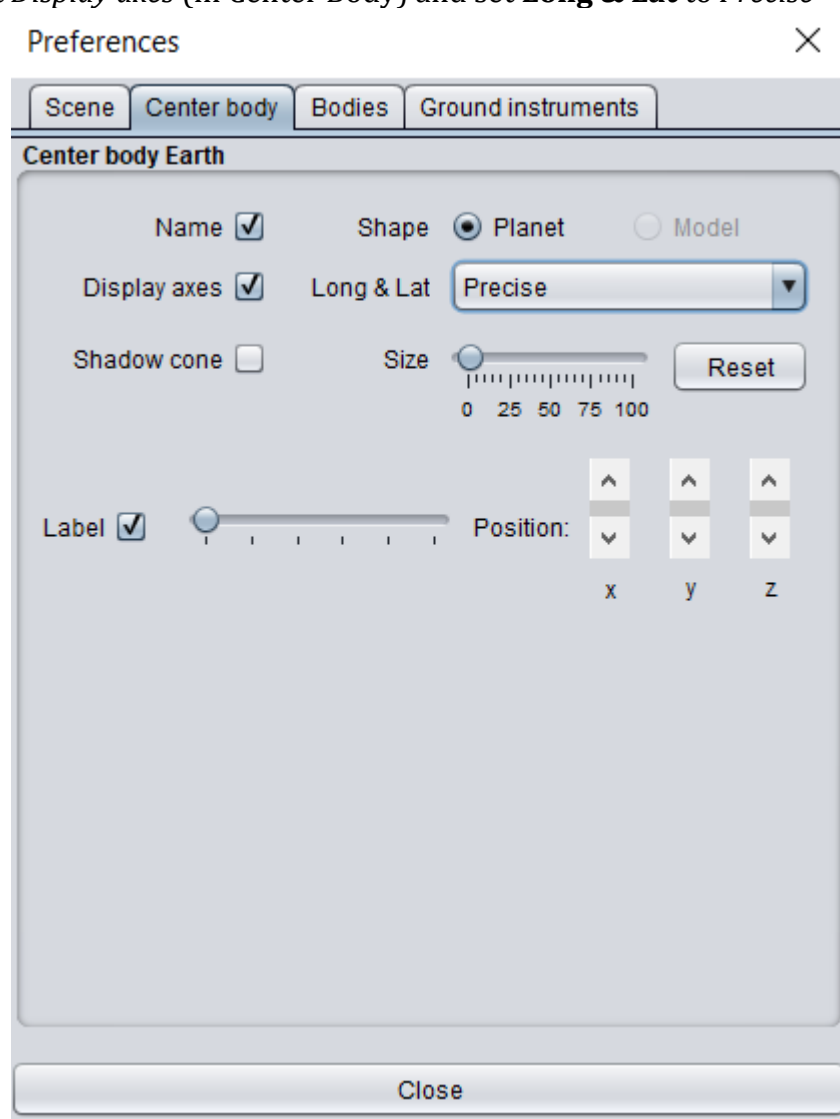 Display axes (in Center Body) and set Long & Lat to Precise
Preferences
Scene Center body Bodies Ground instruments
Center body Earth
Name Shape Planet Model
Display axes Long & Lat Precise
Shadow cone Size Reset
0 25 50 75 100
Label Position:
x y z
Close